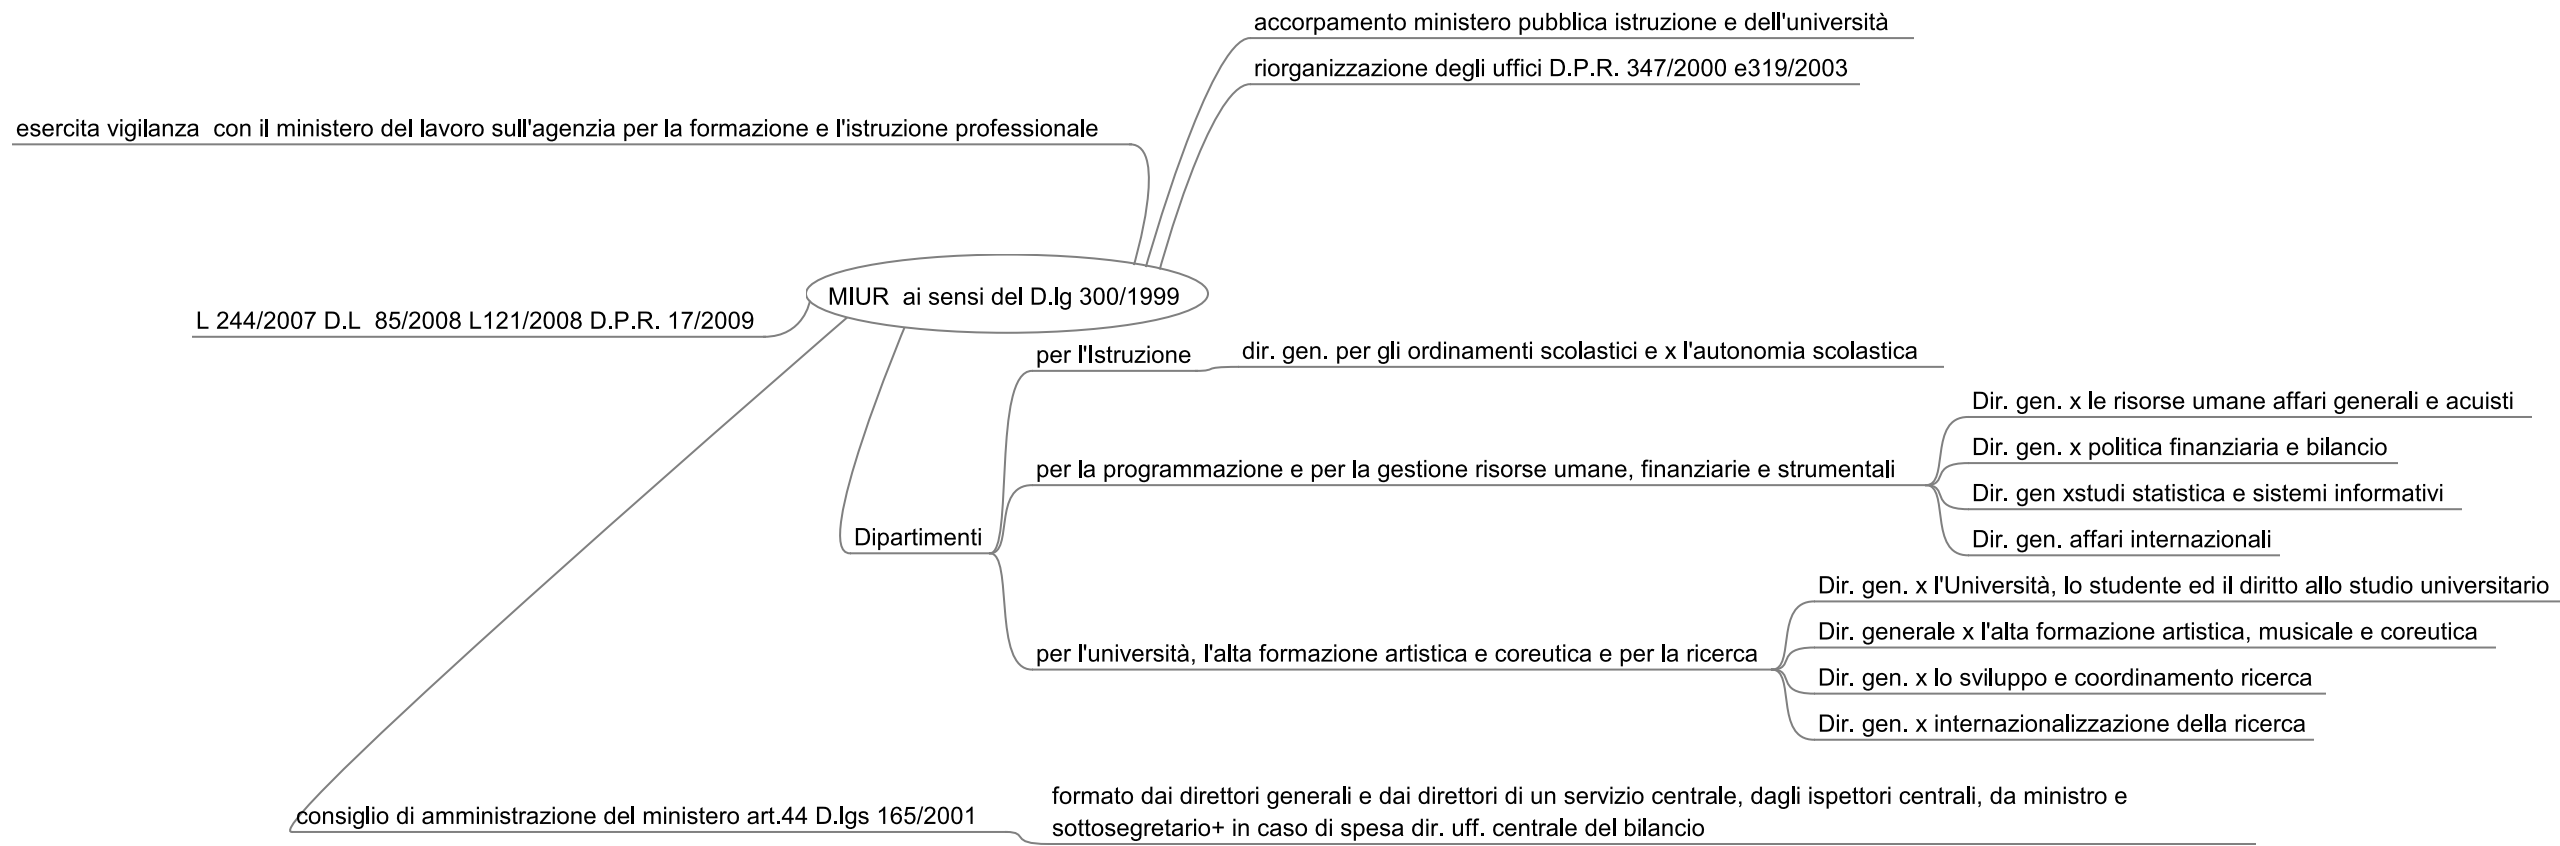 accorpamento ministero pubblica istruzione e dell'università
riorganizzazione degli uffici D.P.R. 347/2000 e319/2003
esercita vigilanza  con il ministero del lavoro sull'agenzia per la formazione e l'istruzione professionale
MIUR  ai sensi del D.lg 300/1999
L 244/2007 D.L  85/2008 L121/2008 D.P.R. 17/2009
Dipartimenti
per l'Istruzione
dir. gen. per gli ordinamenti scolastici e x l'autonomia scolastica
per la programmazione e per la gestione risorse umane, finanziarie e strumentali
Dir. gen. x le risorse umane affari generali e acuisti
Dir. gen. x politica finanziaria e bilancio
Dir. gen xstudi statistica e sistemi informativi
Dir. gen. affari internazionali
per l'università, l'alta formazione artistica e coreutica e per la ricerca
Dir. gen. x l'Università, lo studente ed il diritto allo studio universitario
Dir. generale x l'alta formazione artistica, musicale e coreutica
Dir. gen. x lo sviluppo e coordinamento ricerca
Dir. gen. x internazionalizzazione della ricerca
consiglio di amministrazione del ministero art.44 D.lgs 165/2001
formato dai direttori generali e dai direttori di un servizio centrale, dagli ispettori centrali, da ministro e
sottosegretario+ in caso di spesa dir. uff. centrale del bilancio